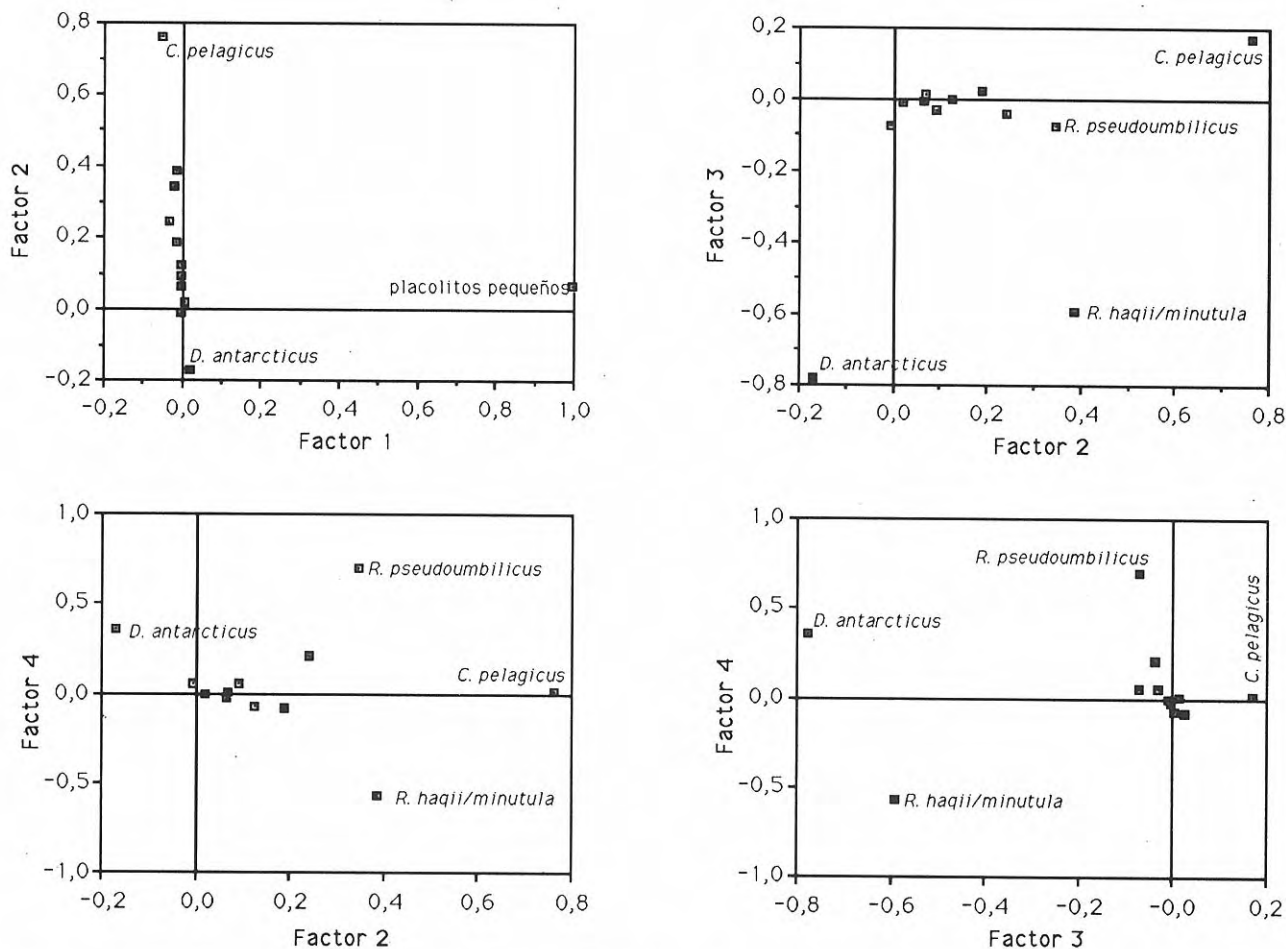 0,8
C. pelagicus
0,6
0,4
Factor 2
0,2
placolitos pequeños
0,0
D. antarcticus
-0,2
-0,2 0,0 0,2 0,4 0,6 0,8 1,0
Factor 1
0,2
C. pelagicus
0,0
R. pseudoumbilicus
-0,2
Factor 3
-0,4
-0,6
R. haqii/minutula
D. antarcticus
-0,8
-0,2 0,0 0,2 0,4 0,6 0,8
Factor 2
1,0
R. pseudoumbilicus
0,5
D. antarcticus
Factor 4
C. pelagicus
0,0
-0,5
R. haqii/minutula
-1,0
-0,2 0,0 0,2 0,4 0,6 0,8
Factor 2
1,0
R. pseudoumbilicus
C. pelagicus
0,5
D. antarcticus
Factor 4
0,0
-0,5
R. haqii/minutula
-1,0
-0,8 -0,6 -0,4 -0,2 -0,0 0,2
Factor 3